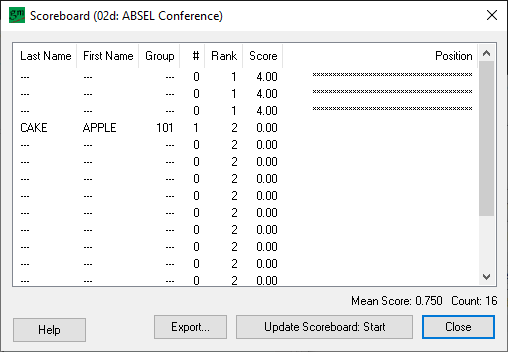 gm Scoreboard (02d: ABSEL Conference)
Last Name First Name Group # Rank Score Position
--- --- --- 0 1 4.00 ************************************
--- --- --- 0 1 4.00 ************************************
--- --- --- 0 1 4.00 ************************************
CAKE APPLE 101 1 2 0.00
--- --- --- 0 2 0.00
--- --- --- 0 2 0.00
--- --- --- 0 2 0.00
--- --- --- 0 2 0.00
--- --- --- 0 2 0.00
--- --- --- 0 2 0.00
--- --- --- 0 2 0.00
--- --- --- 0 2 0.00
--- --- --- 0 2 0.00
Mean Score: 0.750 Count: 16
Help Export... Update Scoreboard: Start Close